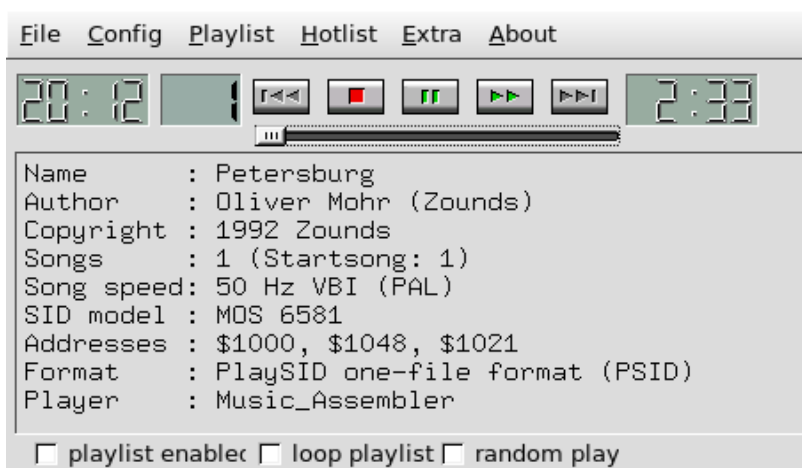 File Config Playlist Hotlist Extra About
20:12 1 2:33
Name : Petersburg
Author : Oliver Mohr (Zounds)
Copyright : 1992 Zounds
Songs : 1 (Startsong: 1)
Song speed: 50 Hz VBI (PAL)
SID model : MOS 6581
Addresses : $1000, $1048, $1021
Format : PlaySID one-file format (PSID)
Player : Music_Assembler
playlist enablec loop playlist random play